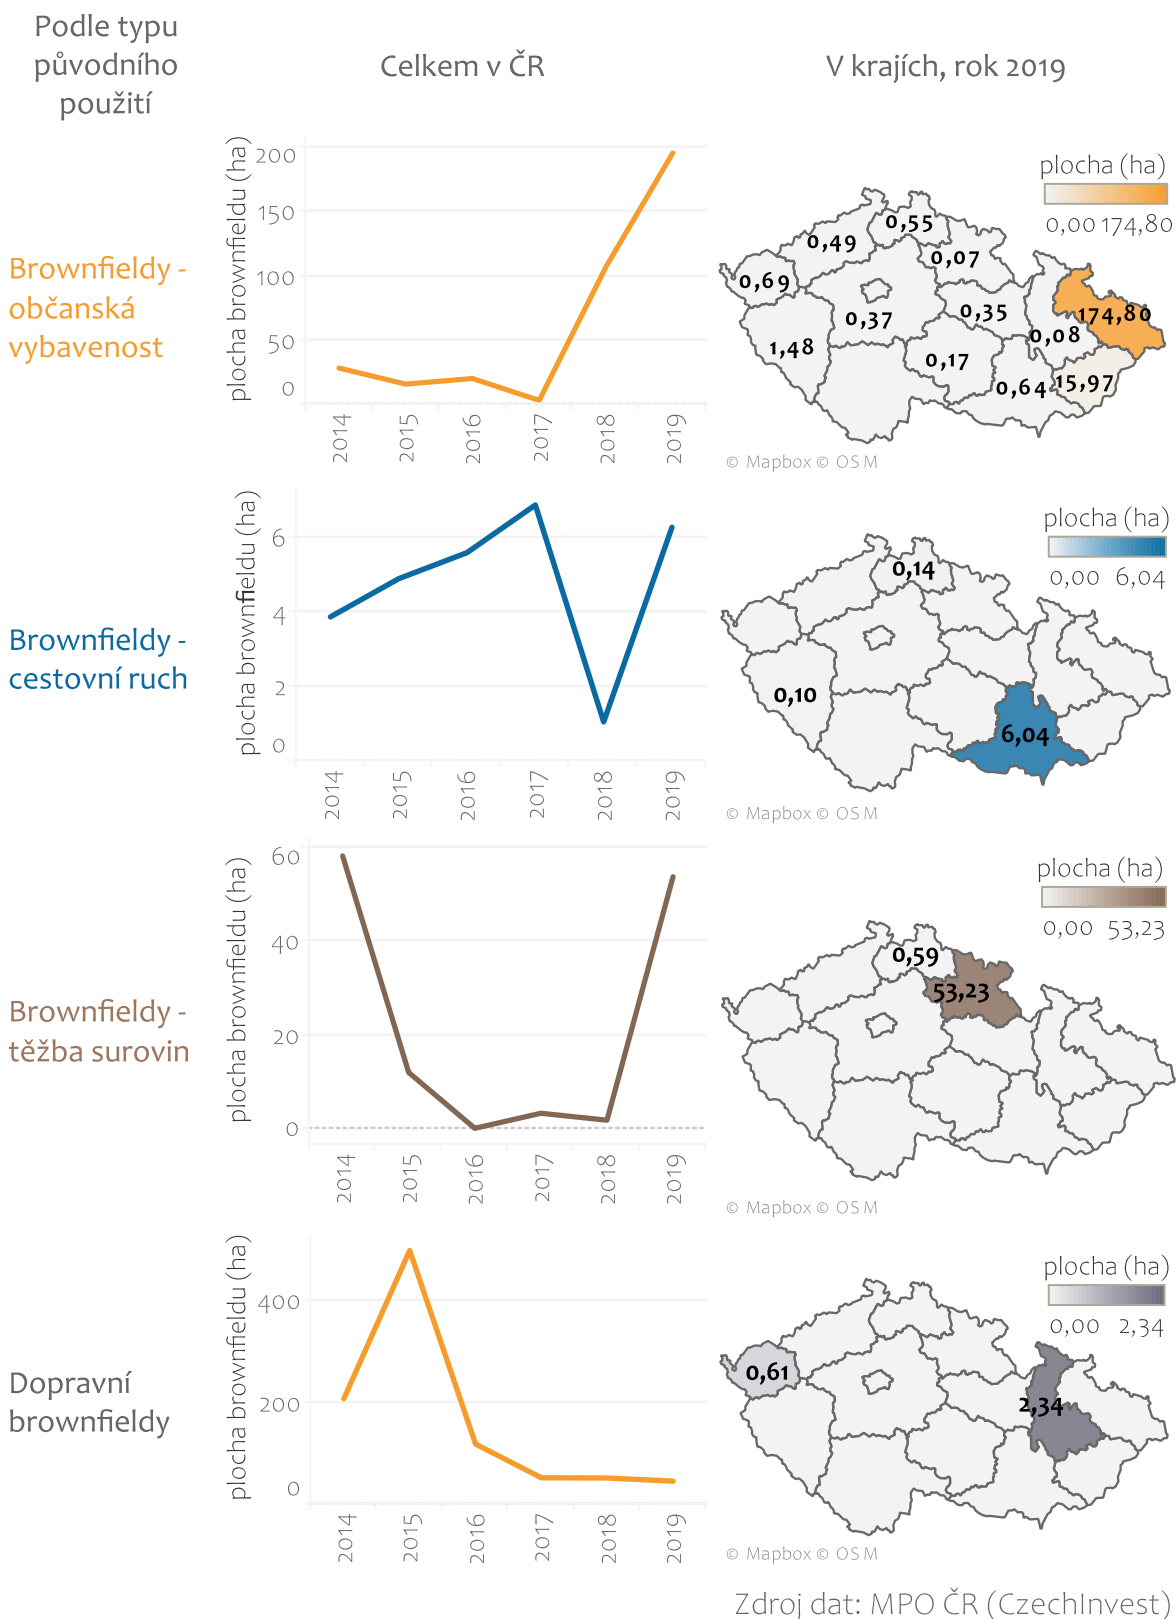 Podle typu
původního
použití
Celkem v ČR
V krajích, rok 2019
Brownfieldy -
občanská
vybavenost
plocha brownfieldu (ha)
200
150
100
50
0
2014
2015
2016
2017
2018
2019
plocha (ha)
0,00 174,80
0,55
0,49
0,07
0,69
0,35
174,80
0,37
0,08
1,48
0,17
0,64
15,97
© Mapbox © OSM
Brownfieldy -
cestovní ruch
plocha brownfieldu (ha)
6
4
2
0
2014
2015
2016
2017
2018
2019
plocha (ha)
0,00 6,04
0,14
0,10
6,04
© Mapbox © OSM
Brownfieldy -
těžba surovin
plocha brownfieldu (ha)
60
40
20
0
2014
2015
2016
2017
2018
2019
plocha (ha)
0,00 53,23
0,59
53,23
© Mapbox © OSM
Dopravní
brownfieldy
plocha brownfieldu (ha)
400
200
0
2014
2015
2016
2017
2018
2019
plocha (ha)
0,00 2,34
0,61
2,34
© Mapbox © OSM
Zdroj dat: MPO ČR (CzechInvest)